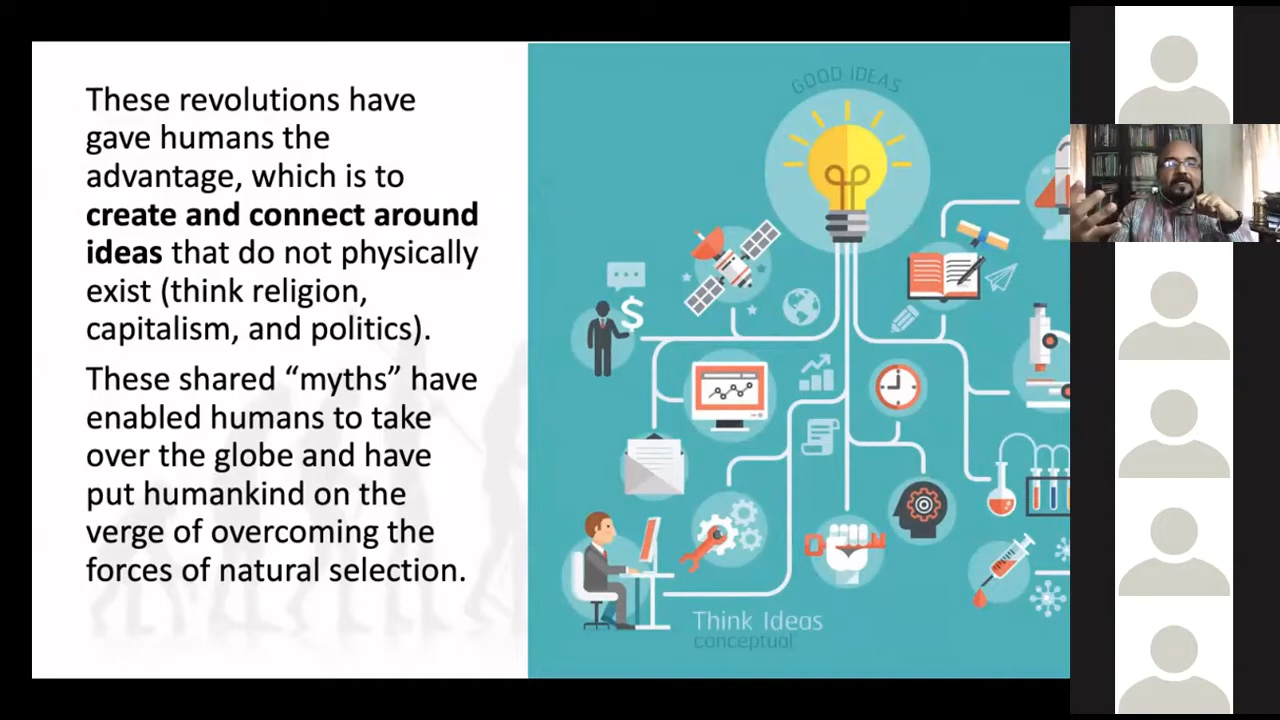 These revolutions have
gave humans the
advantage, which is to
create and connect around
ideas that do not physically
exist (think religion,
capitalism, and politics).
These shared “myths” have
enabled humans to take
over the globe and have
put humankind on the
verge of overcoming the
forces of natural selection.
GOOD IDEAS
$
Think Ideas
conceptual